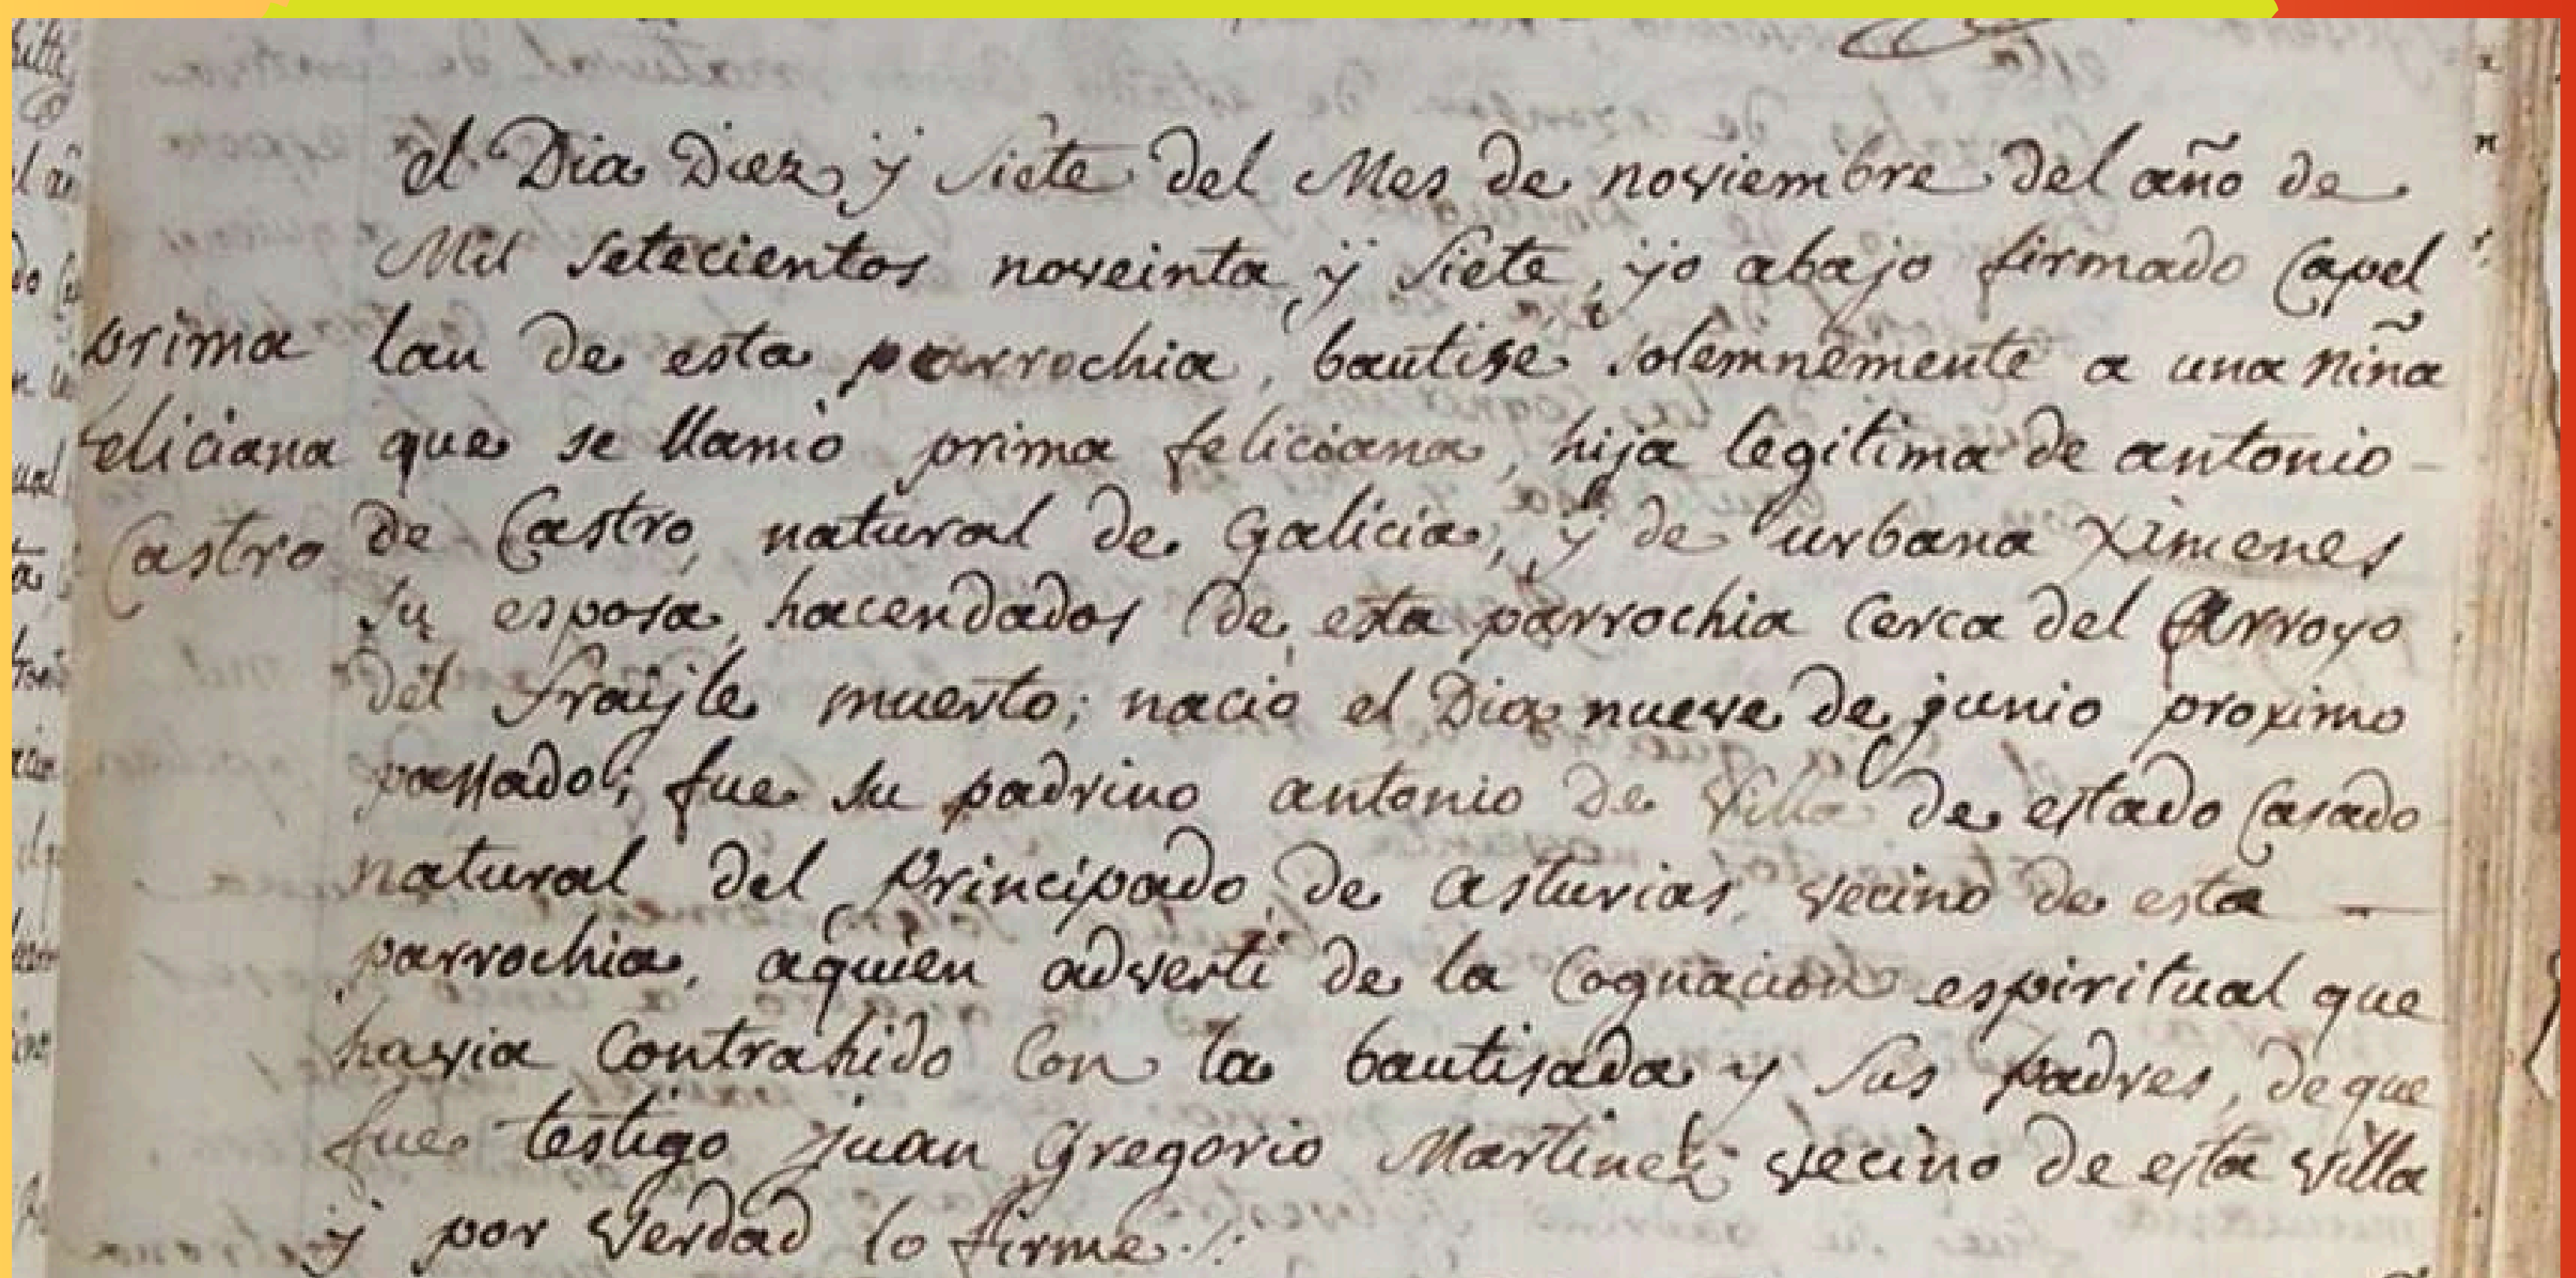 el Dia Diez y siete del Mes de noviembre del año de
Mil setecientos noveinta, y siete, yo abajo firmado Capel
prima
lan de esta parrochia, bautise solemnemente a una niña
feliciana
que se llamó prima feliciana, hija legitima de antonio
Castro
de Castro, natural de Galicia, y de urbana Ximenes
su esposa, hacendados de esta parrochia cerca del Arroyo
del frayle muerto; nació el Dia nueve de junio proximo
passado; fue su padrino antonio de Villa de estado Casado
natural del Principado de Asturias, vecino de esta
parrochia, aquien adverti de la Cognacion espiritual que
havia Contrahido Con la bautisada y sus padres, de que
fue testigo juan Gregorio Martinez vecino de esta villa
y por verdad lo firme